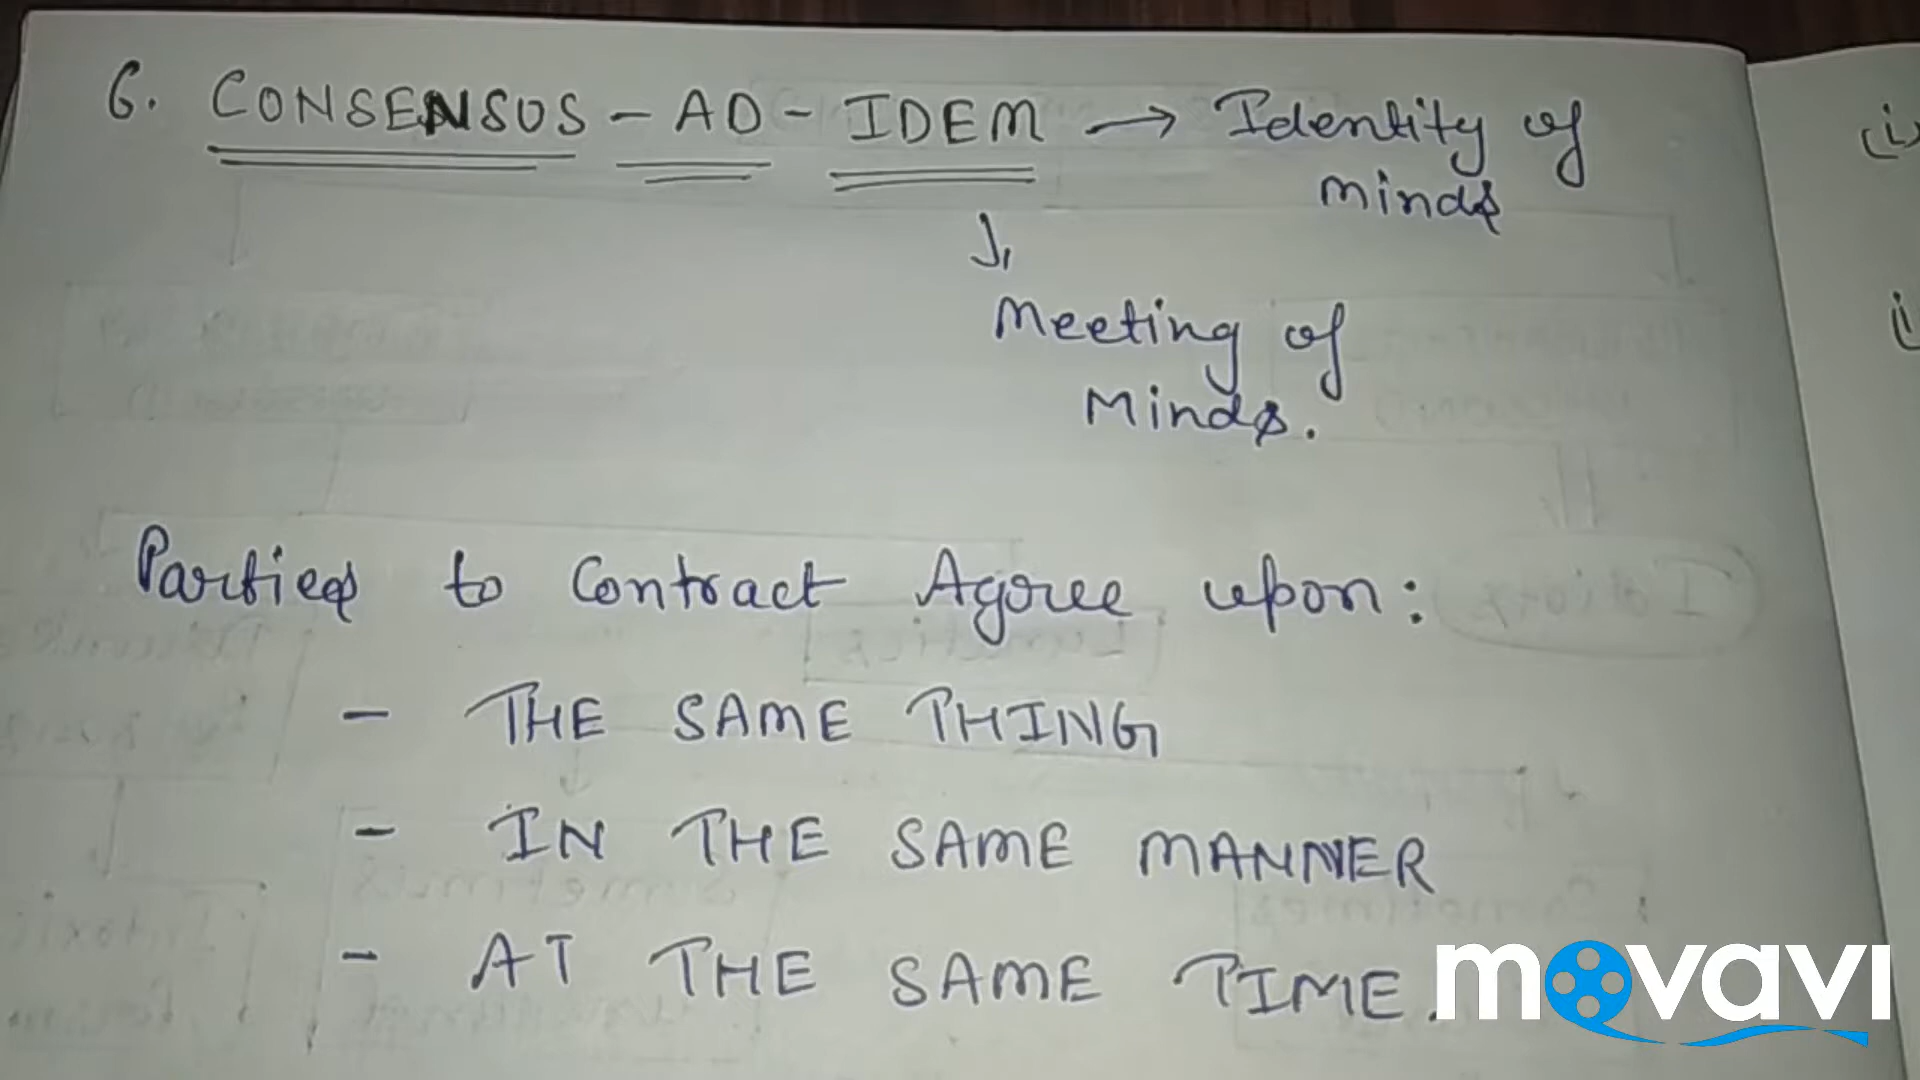 6. CONSENSUS - AD - IDEM → Identity of
minds
↓
Meeting of
Minds.
Parties to Contract Agree upon:
- THE SAME THING
- IN THE SAME MANNER
- AT THE SAME TIME.
movavi
(i)